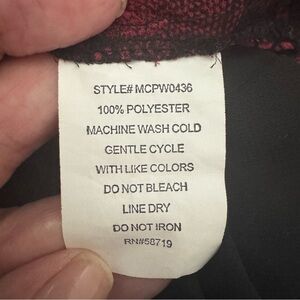 STYLE# MCPW0436
100% POLYESTER
MACHINE WASH COLD
GENTLE CYCLE
WITH LIKE COLORS
DO NOT BLEACH
LINE DRY
DO NOT IRON
RN#58719